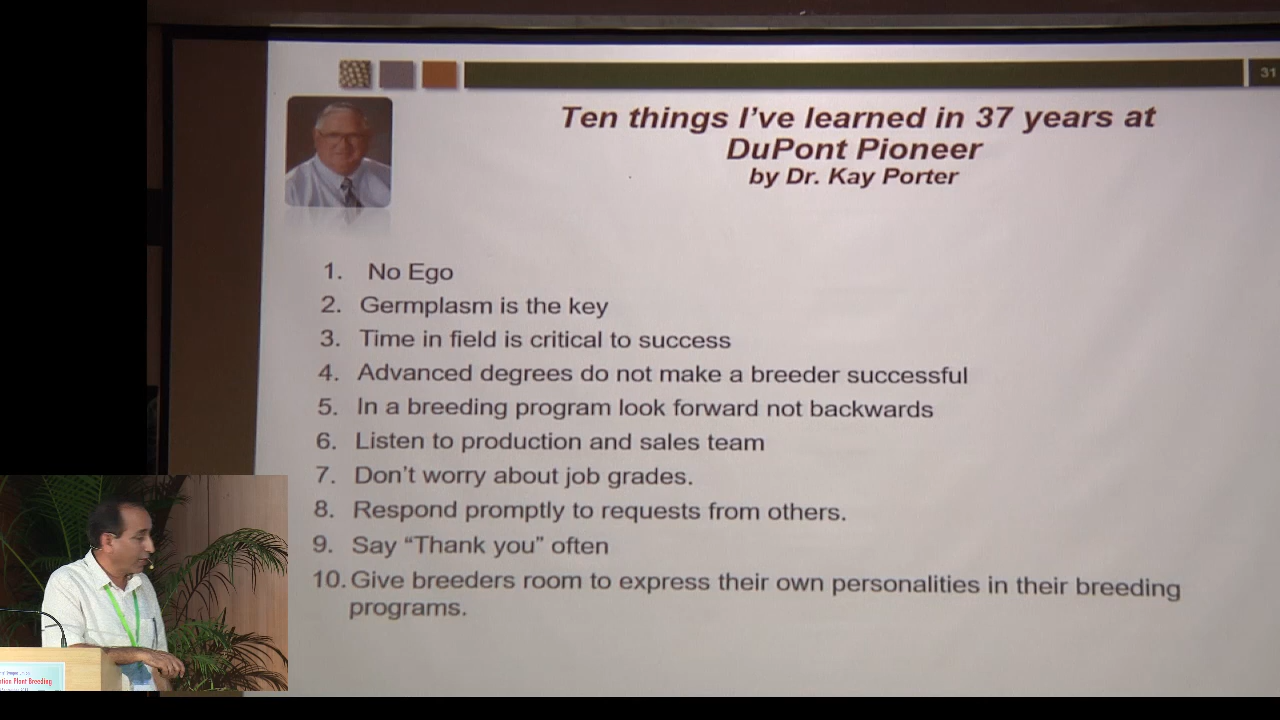 31
Ten things I've learned in 37 years at
DuPont Pioneer
by Dr. Kay Porter
1. No Ego
2. Germplasm is the key
3. Time in field is critical to success
4. Advanced degrees do not make a breeder successful
5. In a breeding program look forward not backwards
6. Listen to production and sales team
7. Don't worry about job grades.
8. Respond promptly to requests from others.
9. Say “Thank you” often
10. Give breeders room to express their own personalities in their breeding
programs.
Plant Breeding